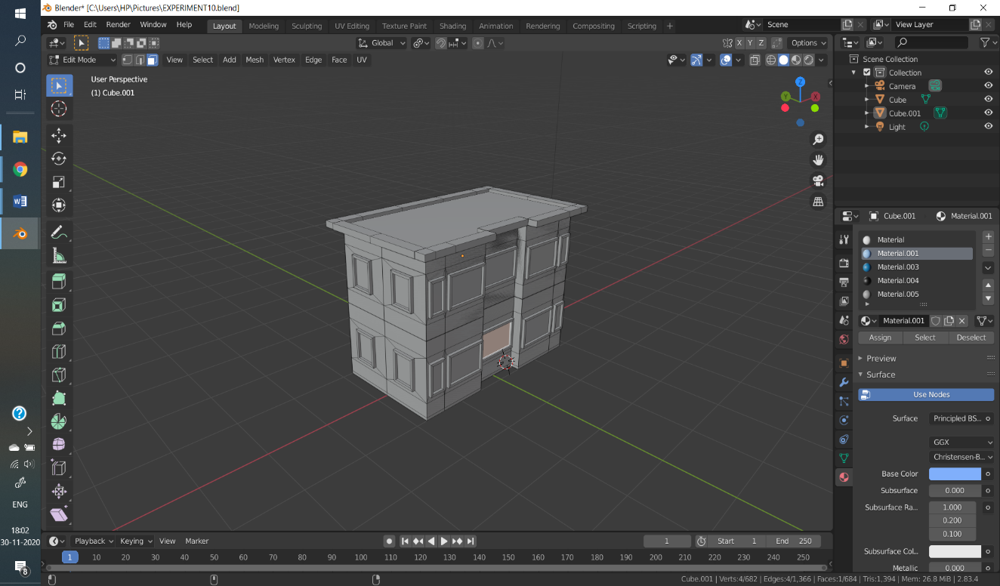 Blender* [C:\Users\HP\Pictures\EXPERIMENT10.blend]
File Edit Render Window Help Layout Modeling Sculpting UV Editing Texture Paint Shading Animation Rendering Compositing Scripting + Scene View Layer
Global X Y Z Options
Edit Mode View Select Add Mesh Vertex Edge Face UV
User Perspective
(1) Cube.001
Z
Y X
Scene Collection
Collection
Camera
Cube
Cube.001
Light
Cube.001 Material.001
Material
Material.001
Material.003
Material.004
Material.005
Material.001
Assign Select Deselect
Preview
Surface
Use Nodes
Surface Principled BS...
GGX
Christensen-B...
Base Color
Subsurface 0.000
Subsurface Ra... 1.000
0.200
0.100
Subsurface Col...
Metallic 0.000
Playback Keying View Marker 1 Start 1 End 250
1 10 20 30 40 50 60 70 80 90 100 110 120 130 140 150 160 170 180 190 200 210 220 230 240 250
Cube.001 | Verts:4/682 | Edges:4/1,366 | Faces:1/684 | Tris:1,394 | Mem: 26.8 MiB | 2.83.4
W
?
ENG
18:02
30-11-2020
8